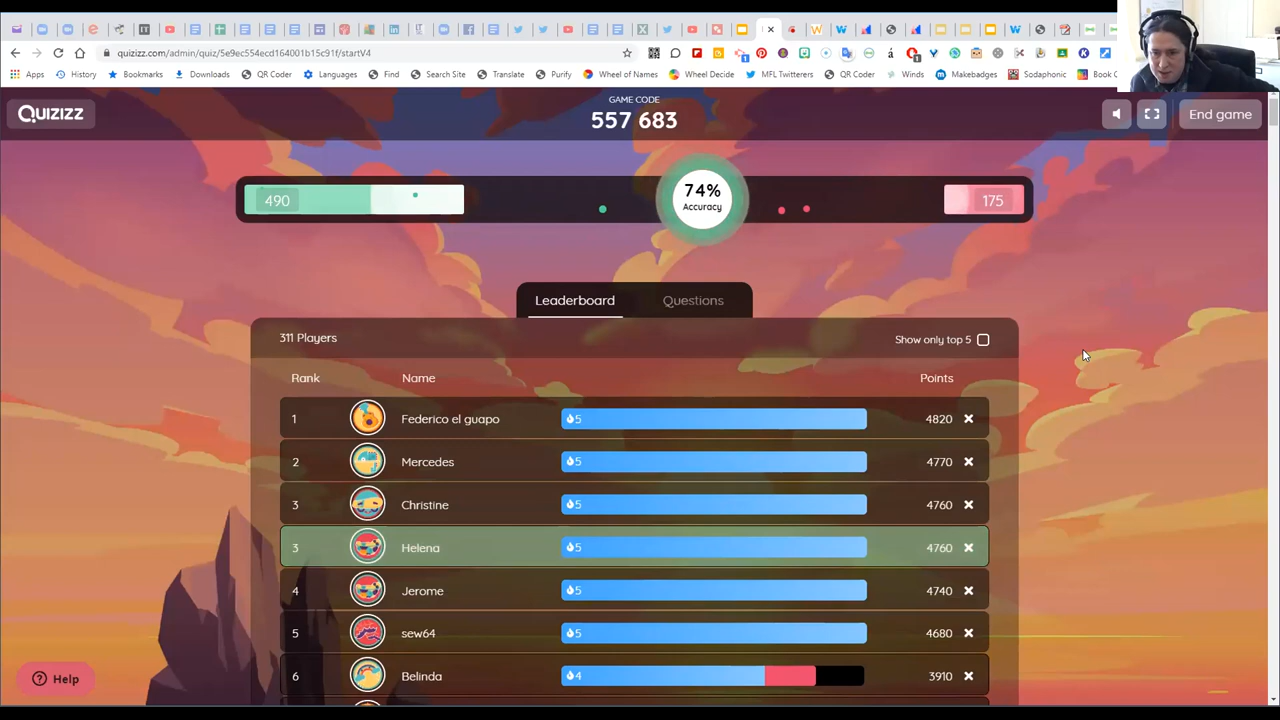 quizizz.com/admin/quiz/5e9ec554ecd164001b15c91f/startV4
Apps History Bookmarks Downloads QR Coder Languages Find Search Site Translate Purify Wheel of Names Wheel Decide MFL Twitterers QR Coder Winds Makebadges Sodaphonic Book
Quizizz
GAME CODE
557 683
End game
490
74%
Accuracy
175
Leaderboard Questions
311 Players
Show only top 5
Rank Name Points
1 Federico el guapo 5 4820
2 Mercedes 5 4770
3 Christine 5 4760
3 Helena 5 4760
4 Jerome 5 4740
5 sew64 5 4680
6 Belinda 4 3910
Help